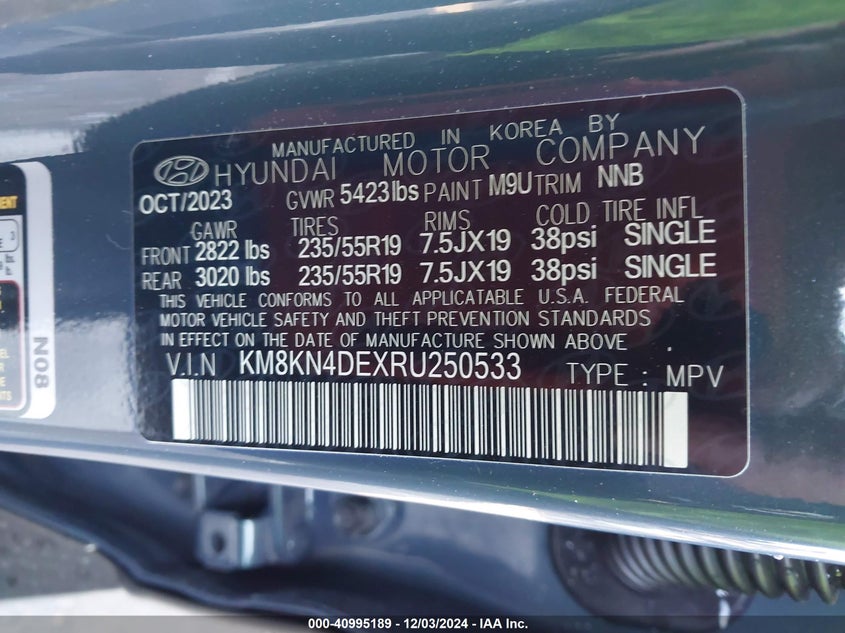 MANUFACTURED IN KOREA BY
HYUNDAI MOTOR COMPANY
OCT/2023 GVWR 5423lbs PAINT M9U TRIM NNB
GAWR TIRES RIMS COLD TIRE INFL
FRONT 2822 lbs 235/55R19 7.5JX19 38psi SINGLE
REAR 3020 lbs 235/55R19 7.5JX19 38psi SINGLE
THIS VEHICLE CONFORMS TO ALL APPLICATABLE U.S.A. FEDERAL
MOTOR VEHICLE SAFETY AND THEFT PREVENTION STANDARDS
IN EFFECT ON THE DATE OF MANUFACTURE SHOWN ABOVE
V.I.N KM8KN4DEXRU250533 TYPE : MPV
N08
000-40995189 - 12/03/2024 - IAA Inc.